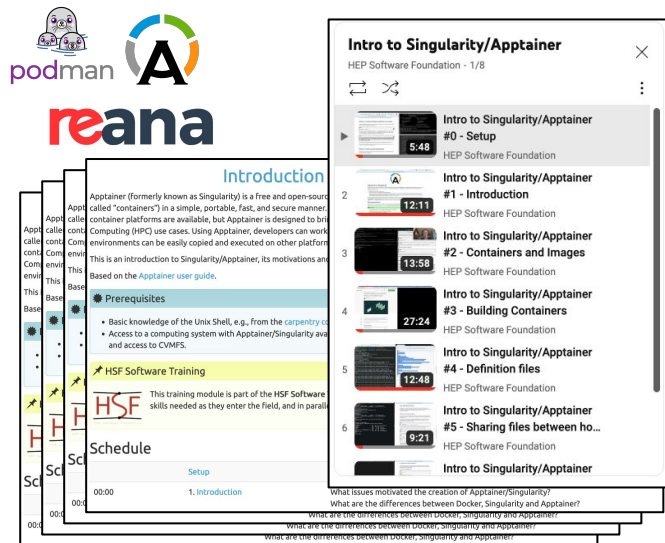 podman
A
reana
Intro to Singularity/Apptainer
HEP Software Foundation - 1/8
Intro to Singularity/Apptainer
#0 - Setup
5:48
HEP Software Foundation
2
Intro to Singularity/Apptainer
#1 - Introduction
12:11
HEP Software Foundation
3
Intro to Singularity/Apptainer
#2 - Containers and Images
13:58
HEP Software Foundation
4
Intro to Singularity/Apptainer
#3 - Building Containers
27:24
HEP Software Foundation
5
Intro to Singularity/Apptainer
#4 - Definition files
12:48
HEP Software Foundation
6
Intro to Singularity/Apptainer
#5 - Sharing files between ho...
9:21
HEP Software Foundation
Intro to Singularity/Apptainer
Introduction
Apptainer (formerly known as Singularity) is a free and open-sourc
called "containers") in a simple, portable, fast, and secure manner.
container platforms are available, but Apptainer is designed to bri
Computing (HPC) use cases. Using Apptainer, developers can work
environments can be easily copied and executed on other platform
This is an introduction to Singularity/Apptainer, its motivations and
Based on the Apptainer user guide.
Prerequisites
• Basic knowledge of the Unix Shell, e.g., from the carpentry co
• Access to a computing system with Apptainer/Singularity ava
and access to CVMFS.
HSF Software Training
HSF
This training module is part of the HSF Software
skills needed as they enter the field, and in paralle
Schedule
Setup
00:00 1. Introduction
What issues motivated the creation of Apptainer/Singularity?
What are the differences between Docker, Singularity and Apptainer?
What are the differences between Docker, Singularity and Apptainer?
What are the differences between Docker, Singularity and Apptainer?
What are the differences between Docker, Singularity and Apptainer?